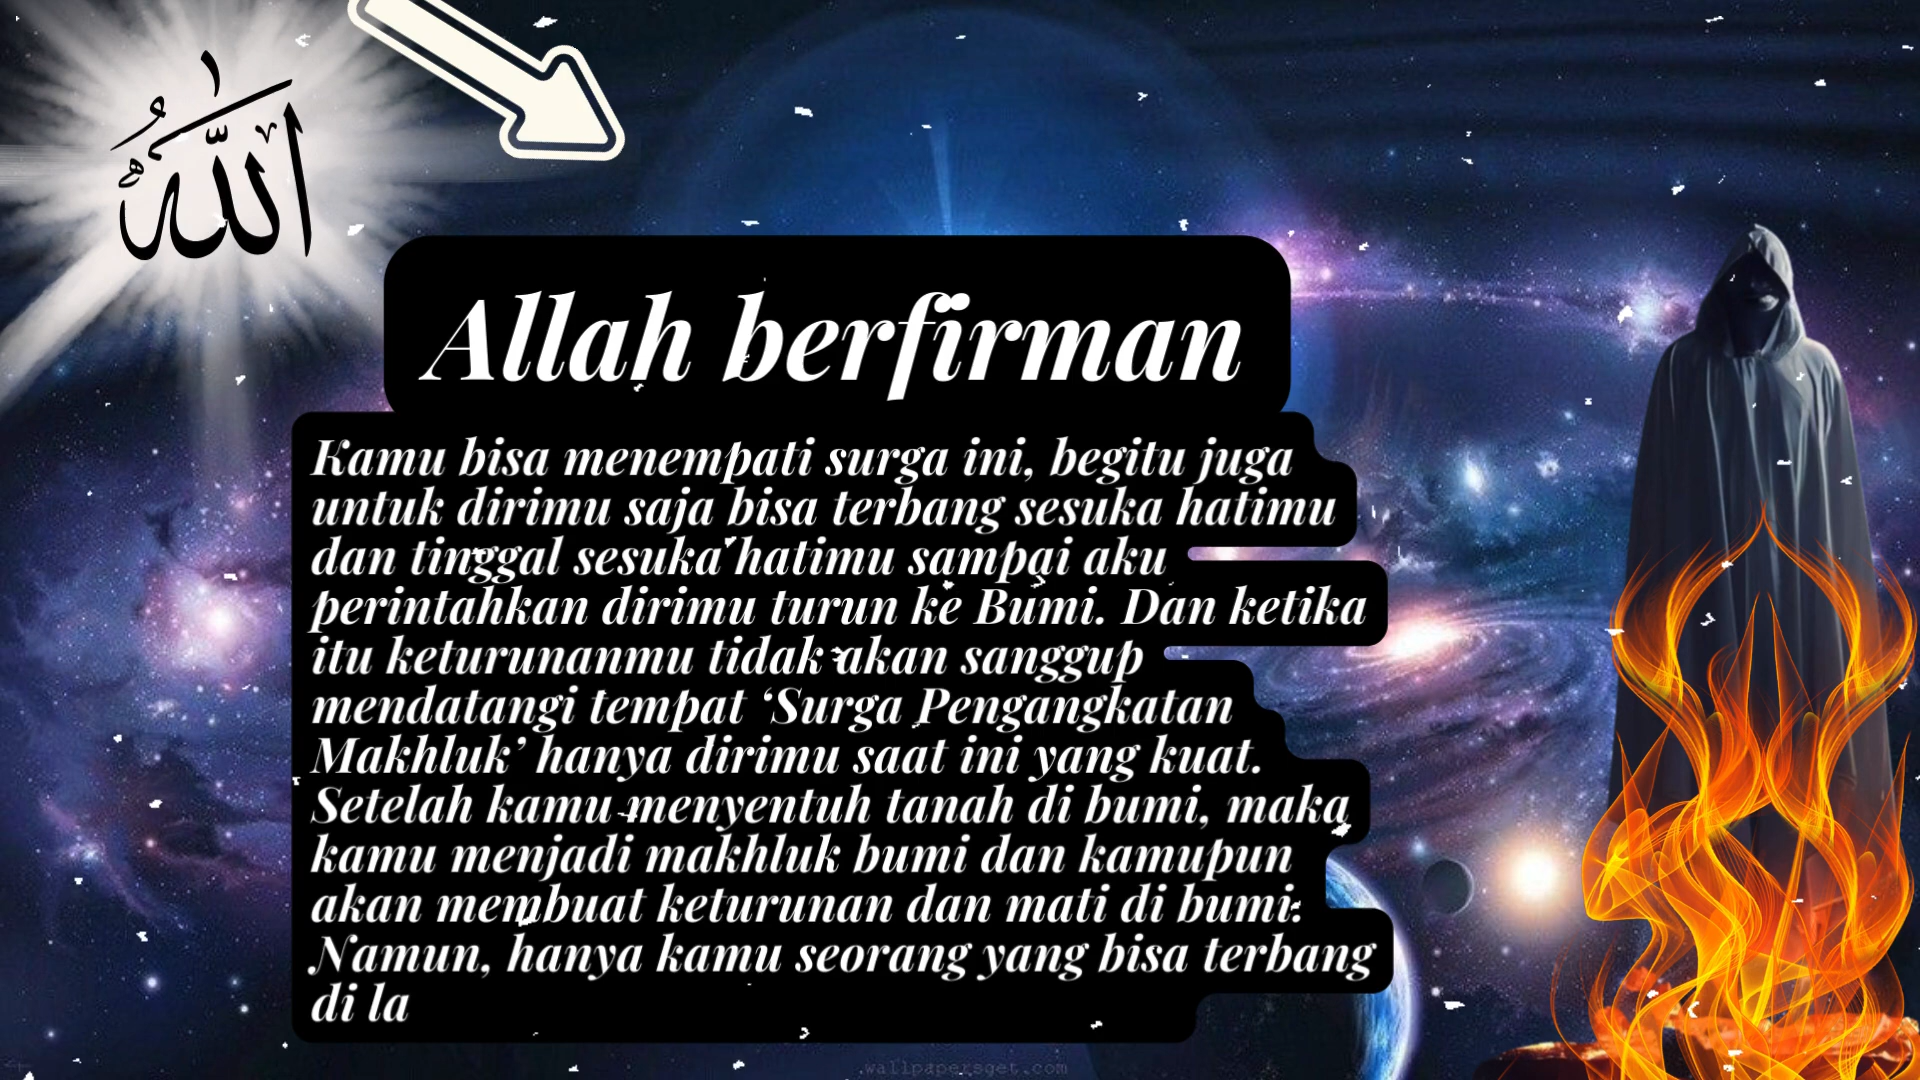 اللّٰهُ
Allah berfirman
Kamu bisa menempati surga ini, begitu juga
untuk dirimu saja bisa terbang sesuka hatimu
dan tinggal sesuka hatimu sampai aku
perintahkan dirimu turun ke Bumi. Dan ketika
itu keturunanmu tidak akan sanggup
mendatangi tempat ‘Surga Pengangkatan
Makhluk’ hanya dirimu saat ini yang kuat.
Setelah kamu menyentuh tanah di bumi, maka
kamu menjadi makhluk bumi dan kamupun
akan membuat keturunan dan mati di bumi.
Namun, hanya kamu seorang yang bisa terbang
di la
wallpapersget.com